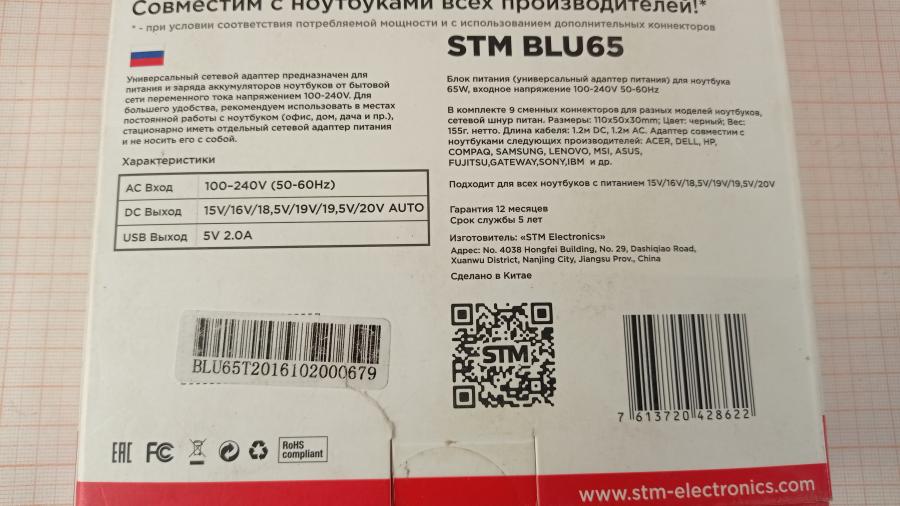 Совместим с ноутбуками всех производителей!*
* - при условии соответствия потребляемой мощности и с использованием дополнительных коннекторов
STM BLU65
Универсальный сетевой адаптер предназначен для
питания и заряда аккумуляторов ноутбуков от бытовой
сети переменного тока напряжением 100-240V. Для
большего удобства, рекомендуем использовать в местах
постоянной работы с ноутбуком (офис, дом, дача и пр.),
стационарно иметь отдельный сетевой адаптер питания
и не носить его с собой.
Характеристики
AC Вход 100-240V (50-60Hz)
DC Выход 15V/16V/18,5V/19V/19,5V/20V AUTO
USB Выход 5V 2.0A
Блок питания (универсальный адаптер питания) для ноутбука
65W, входное напряжение 100-240V 50-60Hz
В комплекте 9 сменных коннекторов для разных моделей ноутбуков,
сетевой шнур питан. Размеры: 110x50x30mm; Цвет: черный; Вес:
155г. нетто. Длина кабеля: 1.2м DC, 1.2м AC. Адаптер совместим с
ноутбуками следующих производителей: ACER, DELL, HP,
COMPAQ, SAMSUNG, LENOVO, MSI, ASUS,
FUJITSU,GATEWAY,SONY,IBM и др.
Подходит для всех ноутбуков с питанием 15V/16V/18,5V/19V/19,5V/20V
Гарантия 12 месяцев
Срок службы 5 лет
Изготовитель: «STM Electronics»
Адрес: No. 4038 Hongfei Building, No. 29, Dashiqiao Road,
Xuanwu District, Nanjing City, Jiangsu Prov., China
Сделано в Китае
STM
BLU65T2016102000679
7 613720 428622
EAC FC RoHS
compliant
www.stm-electronics.com